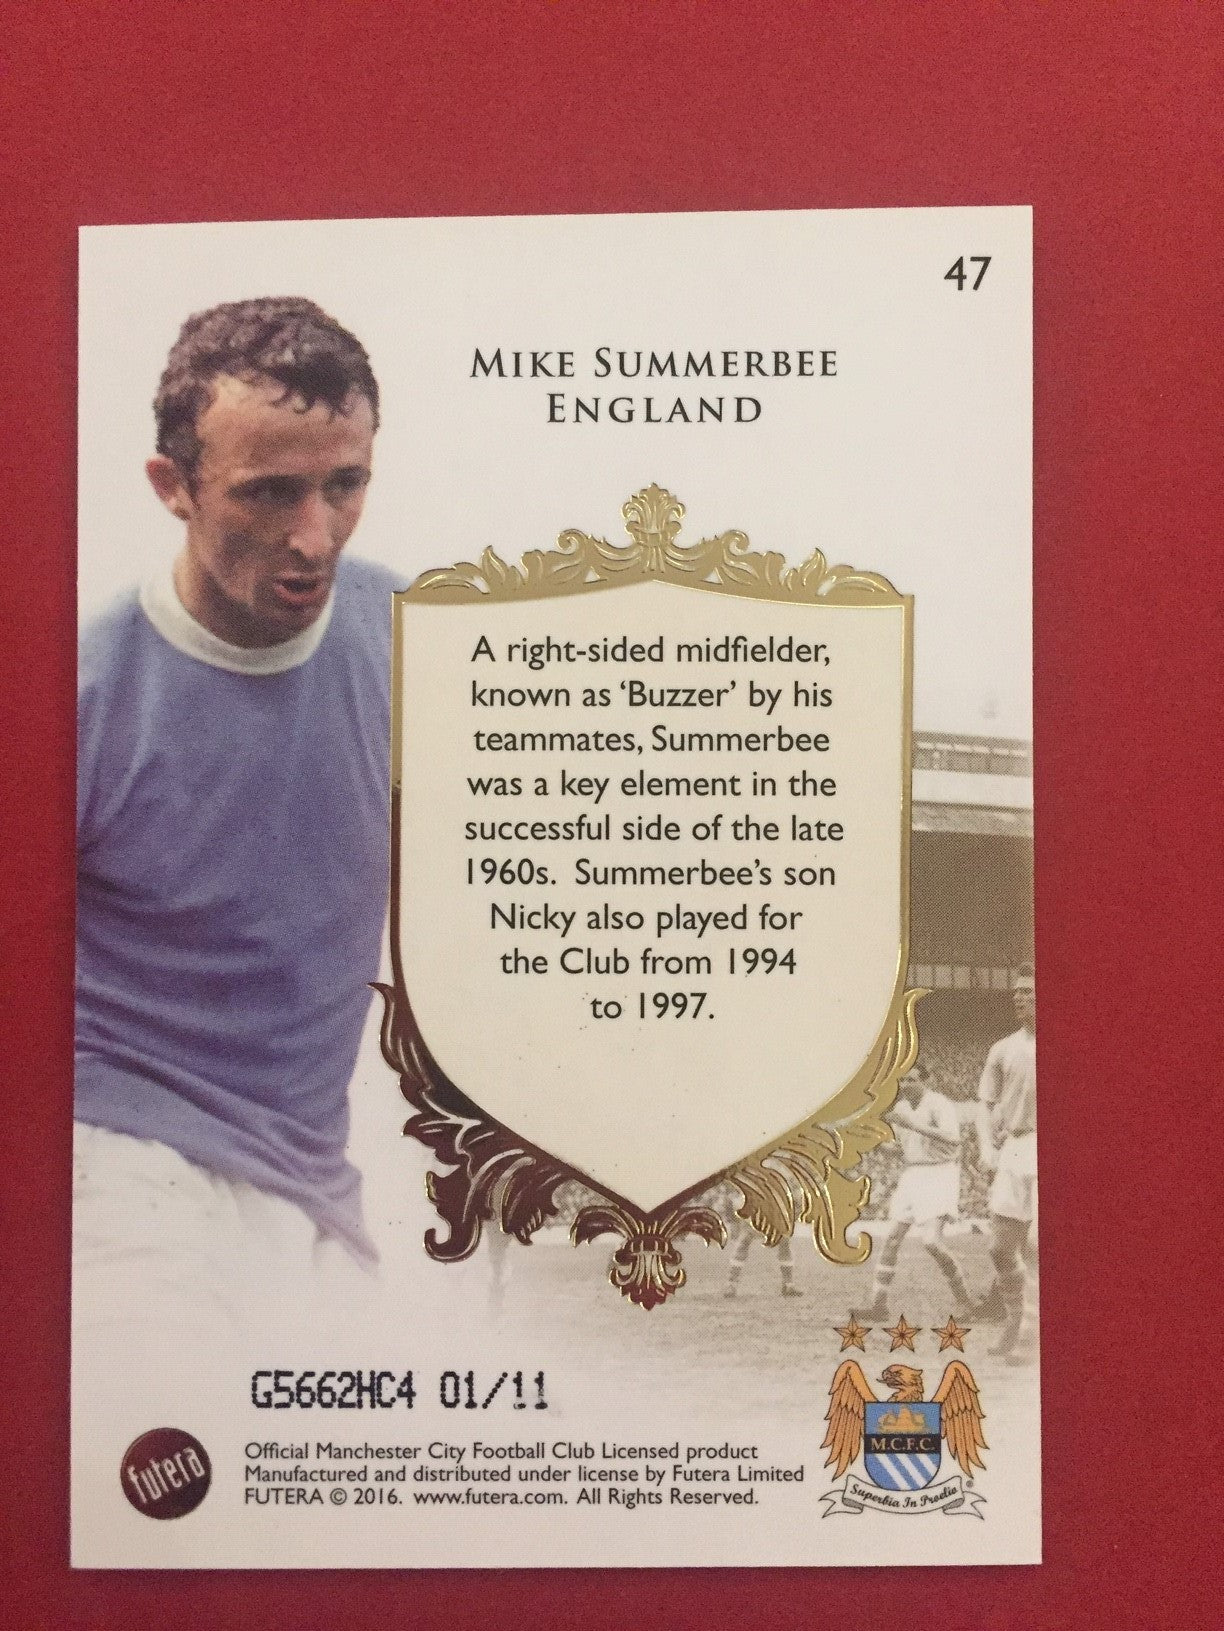 47
MIKE SUMMERBEE
ENGLAND
A right-sided midfielder,
known as ‘Buzzer’ by his
teammates, Summerbee
was a key element in the
successful side of the late
1960s. Summerbee’s son
Nicky also played for
the Club from 1994
to 1997.
G5662HC4 01/11
futera
Official Manchester City Football Club Licensed product
Manufactured and distributed under license by Futera Limited
FUTERA © 2016. www.futera.com. All Rights Reserved.
M.C.F.C.
Superbia In Proelio
®